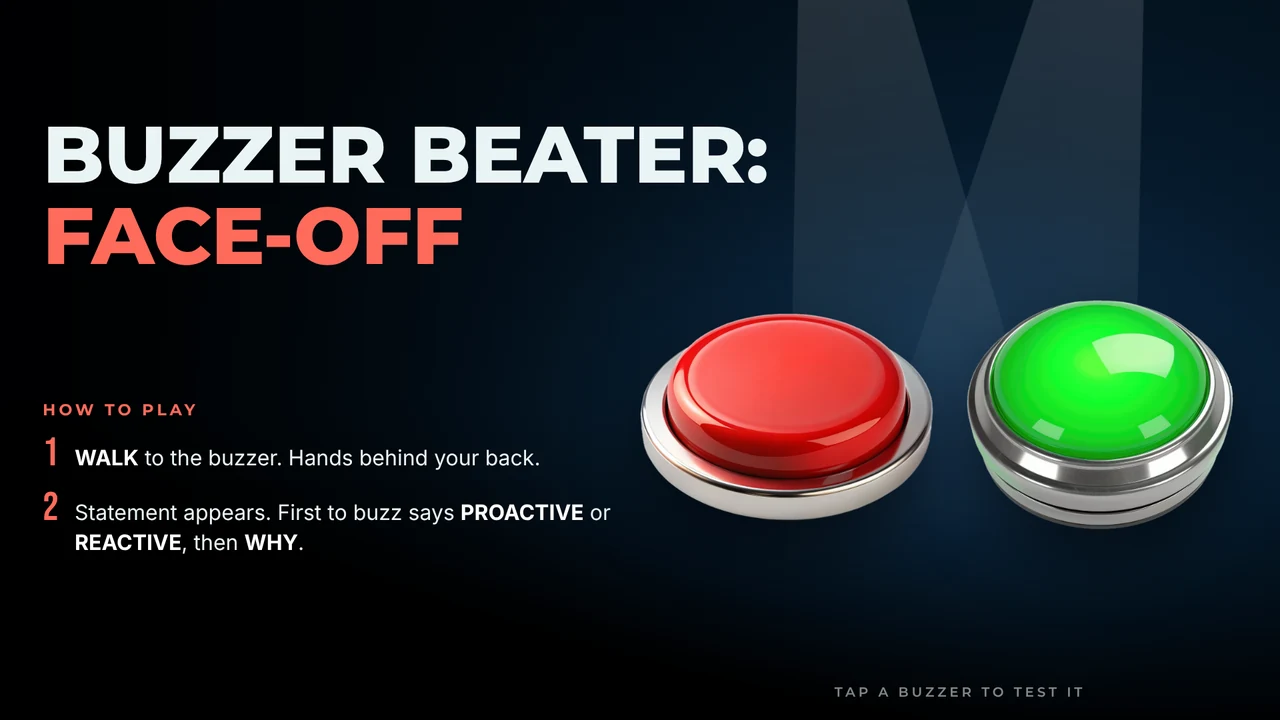 BUZZER BEATER:
FACE-OFF
HOW TO PLAY
1 WALK to the buzzer. Hands behind your back.
2 Statement appears. First to buzz says PROACTIVE or
REACTIVE, then WHY.
TAP A BUZZER TO TEST IT